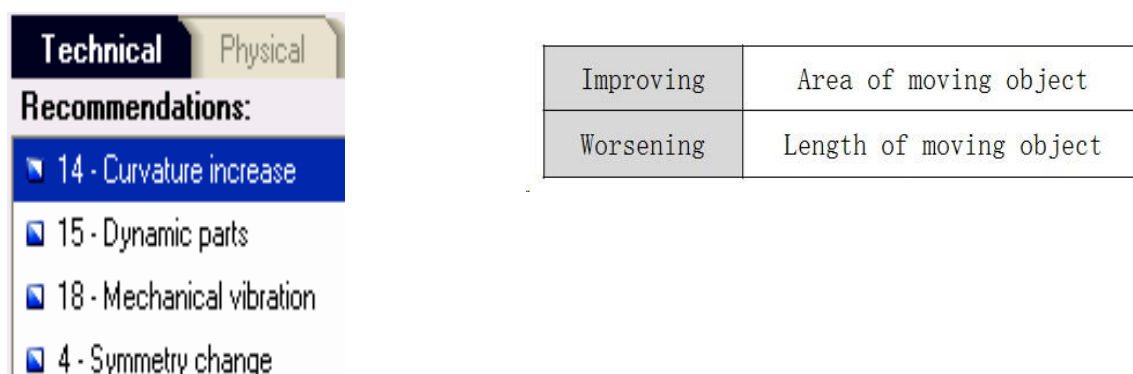 Technical Physical
Recommendations:
14 - Curvature increase
15 - Dynamic parts
18 - Mechanical vibration
4 - Symmetry change
Improving Area of moving object
Worsening Length of moving object